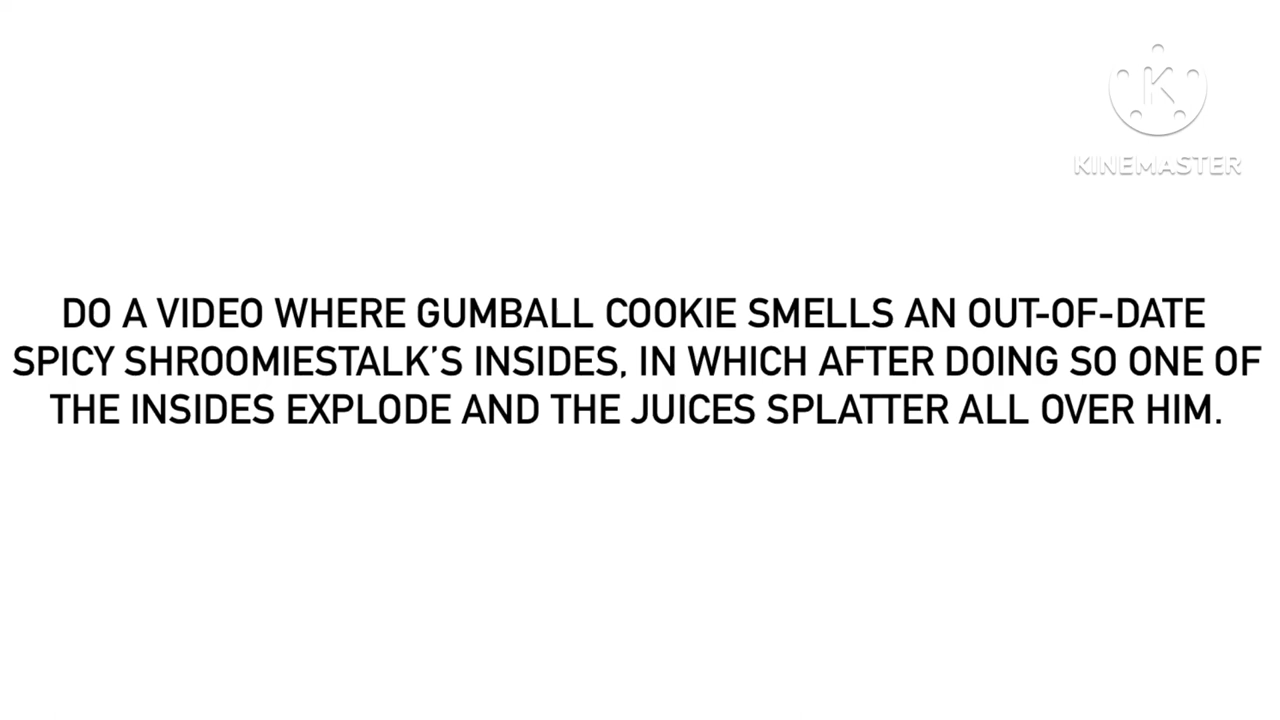 KINEMASTER
DO A VIDEO WHERE GUMBALL COOKIE SMELLS AN OUT-OF-DATE
SPICY SHROOMIESTALK’S INSIDES, IN WHICH AFTER DOING SO ONE OF
THE INSIDES EXPLODE AND THE JUICES SPLATTER ALL OVER HIM.